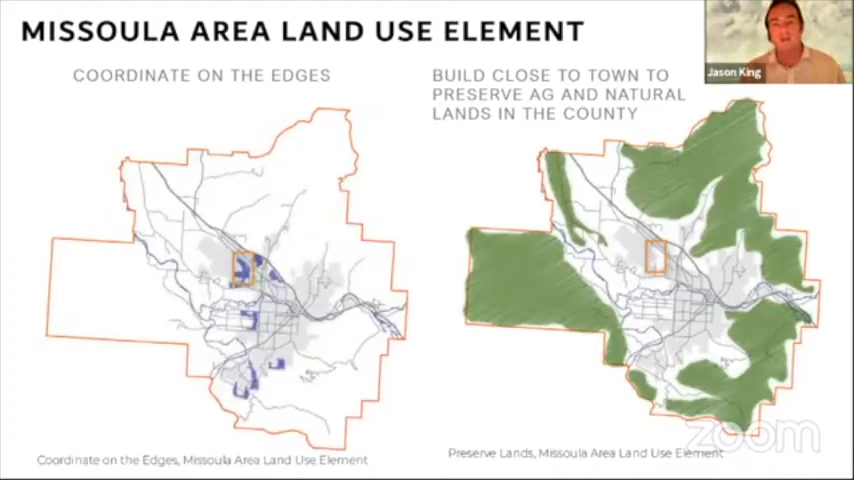 MISSOULA AREA LAND USE ELEMENT
Jason King
COORDINATE ON THE EDGES
BUILD CLOSE TO TOWN TO
PRESERVE AG AND NATURAL
LANDS IN THE COUNTY
Coordinate on the Edges, Missoula Area Land Use Element
Preserve Lands, Missoula Area Land Use Element
zoom